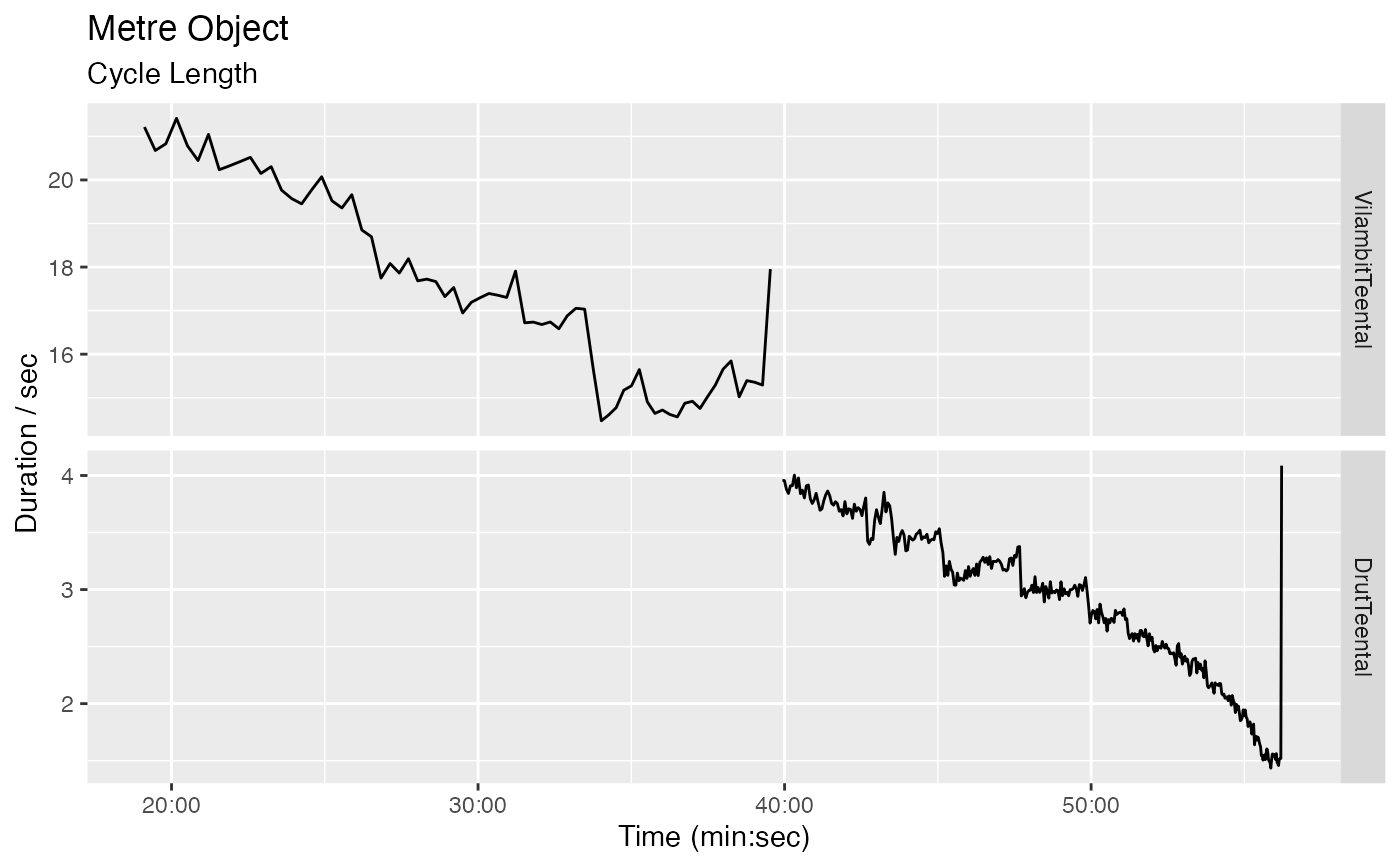 Metre Object
Cycle Length
20
18
16
VilambitTeental
Duration / sec
4
3
2
DrutTeental
20:00
30:00
40:00
50:00
Time (min:sec)